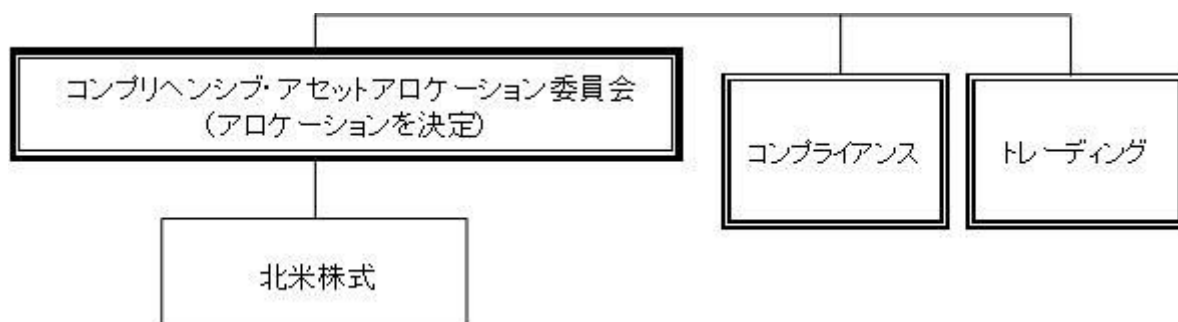 コンプリヘンシブ・アセットアロケーション委員会
(アロケーションを決定)
コンプライアンス
トレーディング
北米株式